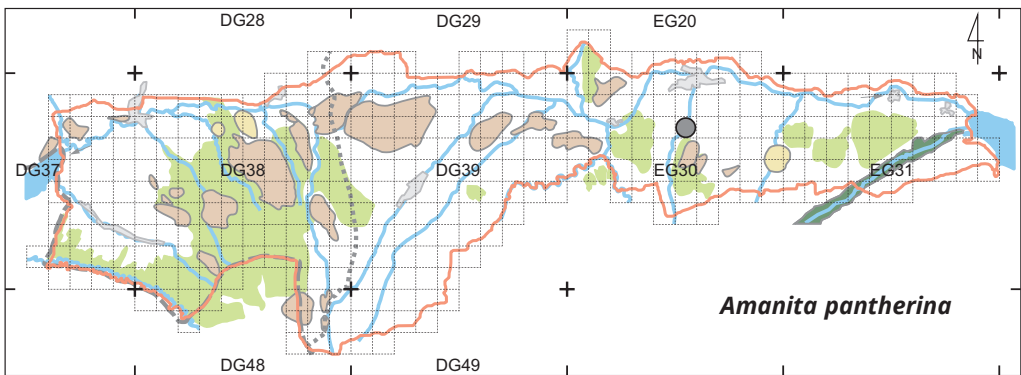 DG28 DG29 EG20
N
DG37 DG38 DG39 EG30 EG31
Amanita pantherina
DG48 DG49